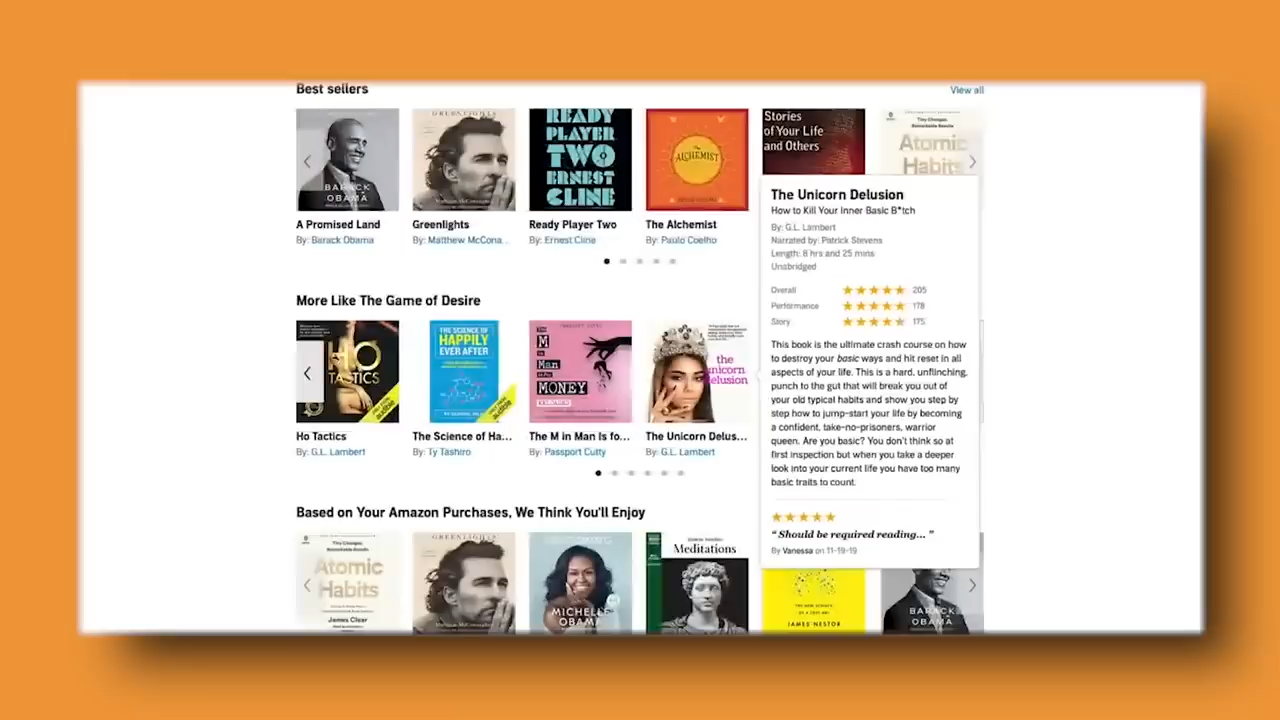 Best sellers
View all
BARACK
OBAMA
GREENLIGHTS
READY
PLAYER
TWO
ERNEST
CLINE
The
ALCHEMIST
Stories
of Your Life
and Others
Tiny Changes,
Remarkable Results
Atomic
Habits
A Promised Land
By: Barack Obama
Greenlights
By: Matthew McCona..
Ready Player Two
By: Ernest Cline
The Alchemist
By: Paulo Coelho
The Unicorn Delusion
How to Kill Your Inner Basic B*tch
By: G.L. Lambert
Narrated by: Patrick Stevens
Length: 8 hrs and 25 mins
Unabridged
Overall 205
Performance 178
Story 175
This book is the ultimate crash course on how
to destroy your basic ways and hit reset in all
aspects of your life. This is a hard, unflinching,
punch to the gut that will break you out of
your old typical habits and show you step by
step how to jump-start your life by becoming
a confident, take-no-prisoners, warrior
queen. Are you basic? You don't think so at
first inspection but when you take a deeper
look into your current life you have too many
basic traits to count.
“ Should be required reading... ”
By Vanessa on 11-19-19
More Like The Game of Desire
HO
TACTICS
THE SCIENCE OF
HAPPILY
EVER AFTER
The
M
in
Man
is for
MONEY
the
unicorn
delusion
Ho Tactics
By: G.L. Lambert
The Science of Ha...
By: Ty Tashiro
The M in Man Is fo...
By: Passport Cutty
The Unicorn Delus...
By: G.L. Lambert
Based on Your Amazon Purchases, We Think You'll Enjoy
Tiny Changes,
Remarkable Results
Atomic
Habits
James Clear
GREENLIGHTS
MICHELLE
OBAMA
Meditations
JAMES NESTOR
BARACK
OBAMA